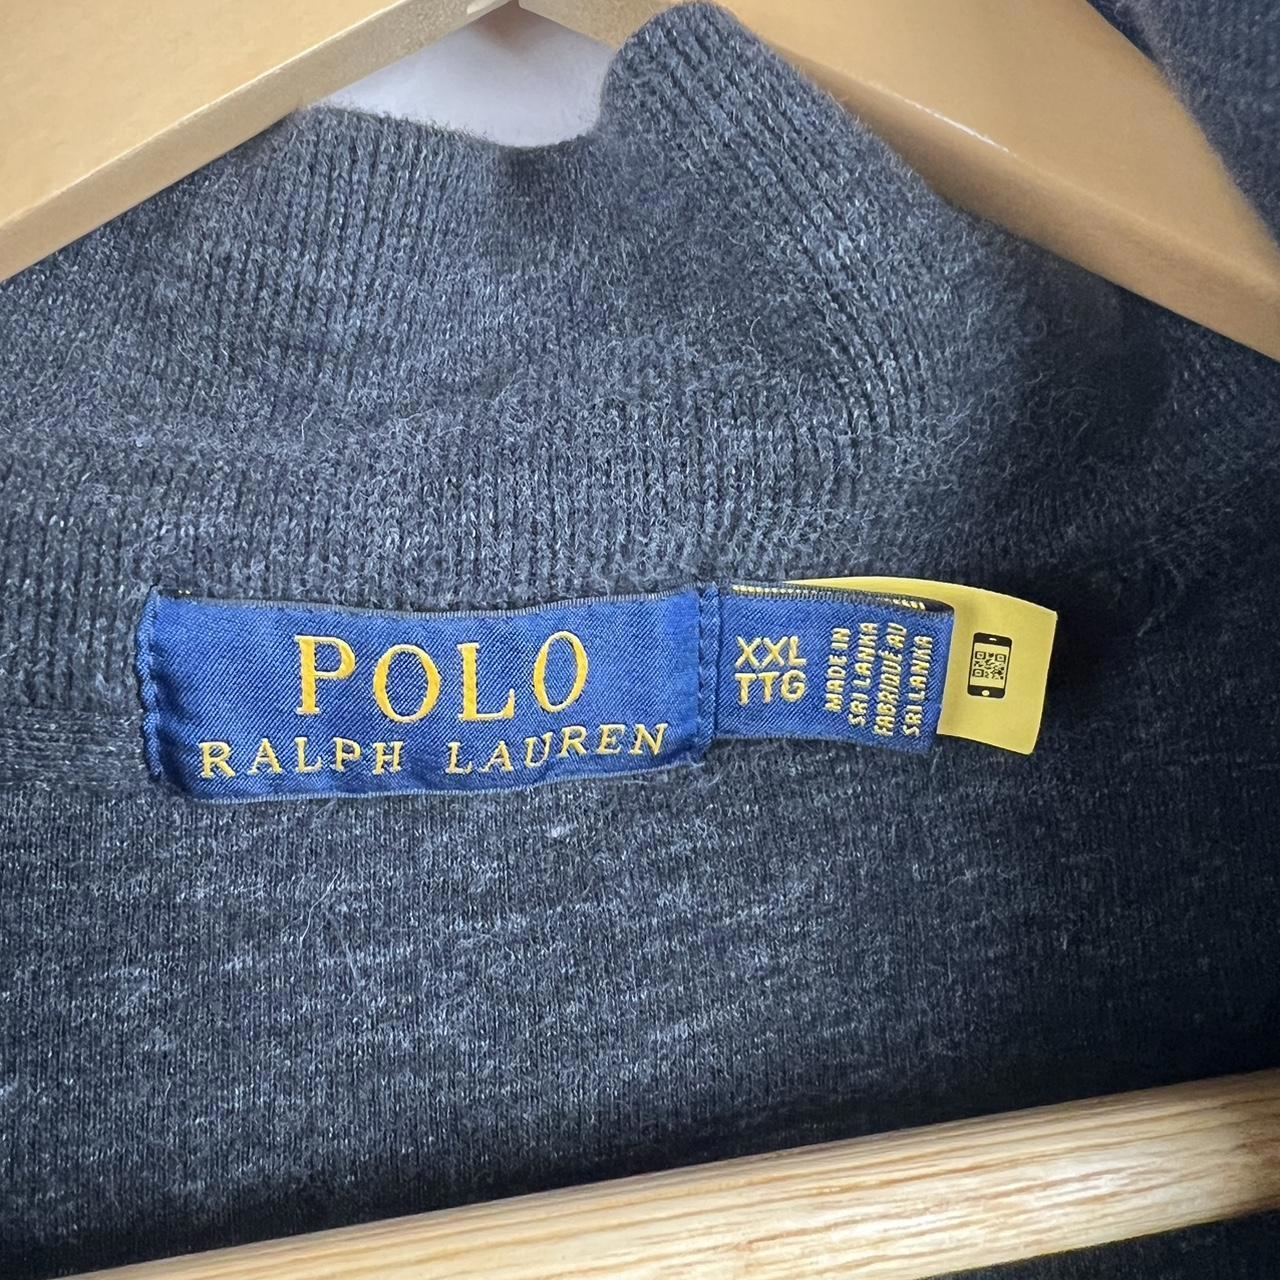 POLO
RALPH LAUREN
XXL
TTG
MADE IN
SRI LANKA
FABRIQUÉ AU
SRI LANKA